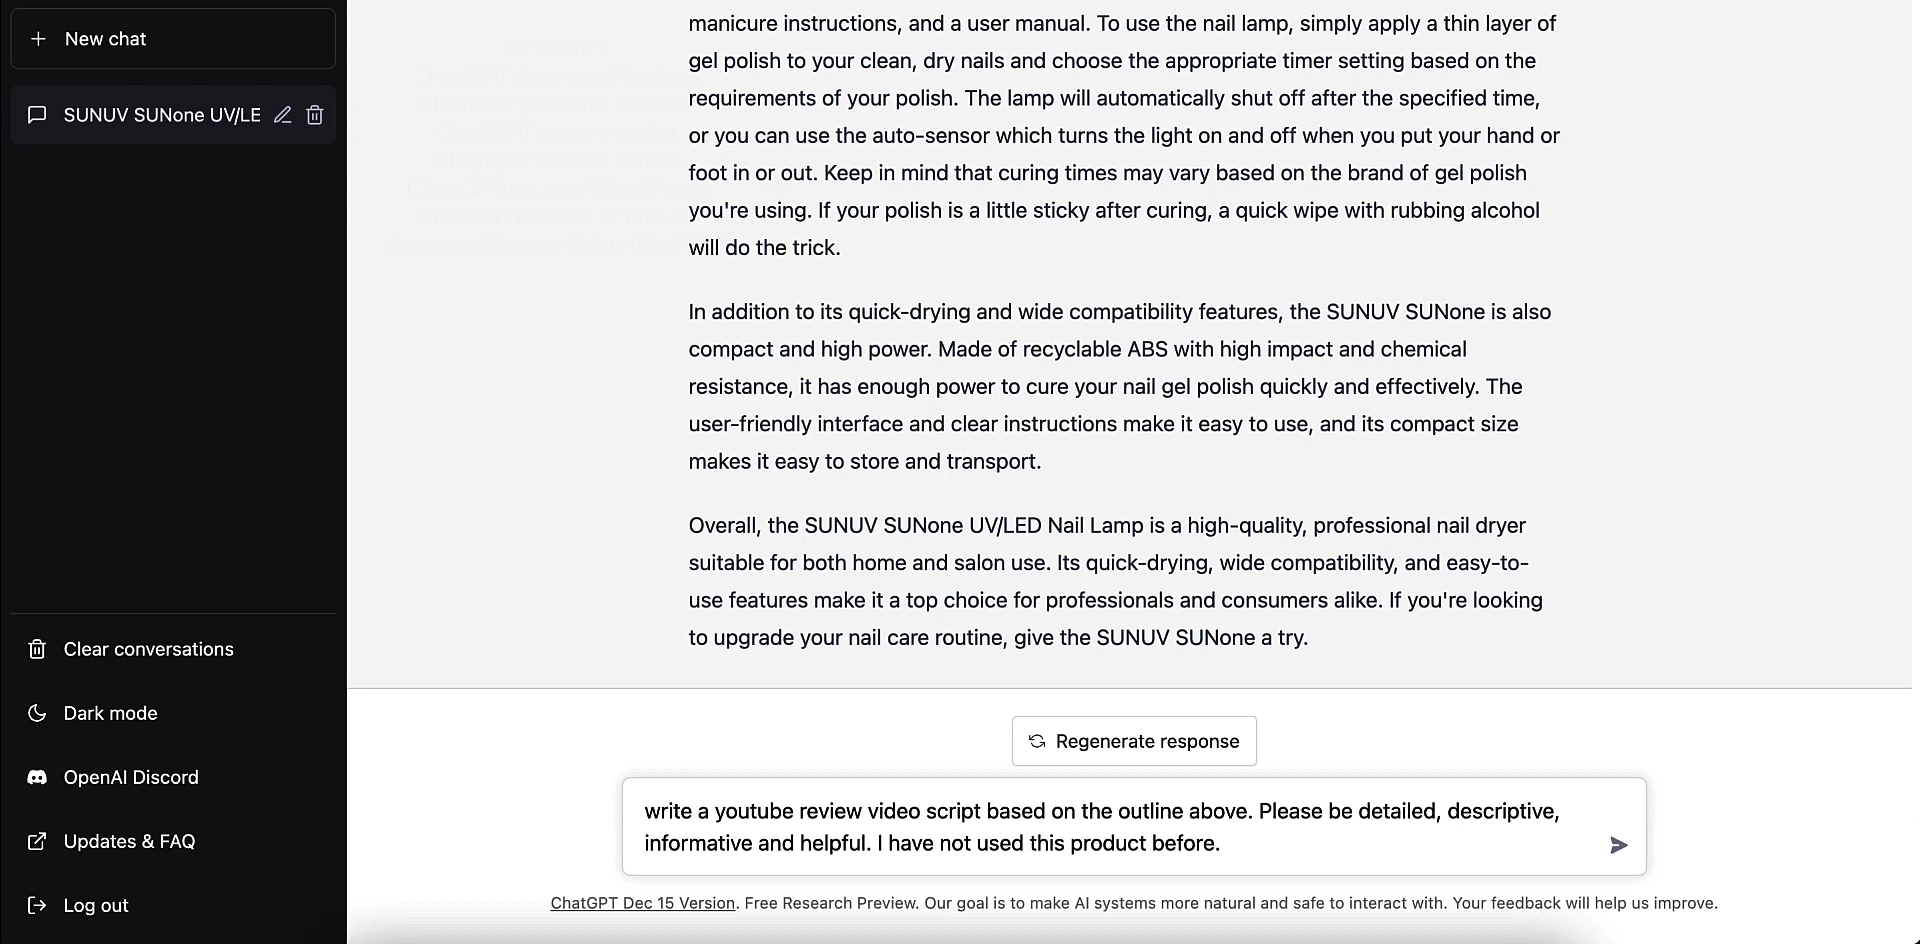 New chat
SUNUV SUNone UV/LE
Clear conversations
Dark mode
OpenAI Discord
Updates & FAQ
Log out
manicure instructions, and a user manual. To use the nail lamp, simply apply a thin layer of
gel polish to your clean, dry nails and choose the appropriate timer setting based on the
requirements of your polish. The lamp will automatically shut off after the specified time,
or you can use the auto-sensor which turns the light on and off when you put your hand or
foot in or out. Keep in mind that curing times may vary based on the brand of gel polish
you're using. If your polish is a little sticky after curing, a quick wipe with rubbing alcohol
will do the trick.
In addition to its quick-drying and wide compatibility features, the SUNUV SUNone is also
compact and high power. Made of recyclable ABS with high impact and chemical
resistance, it has enough power to cure your nail gel polish quickly and effectively. The
user-friendly interface and clear instructions make it easy to use, and its compact size
makes it easy to store and transport.
Overall, the SUNUV SUNone UV/LED Nail Lamp is a high-quality, professional nail dryer
suitable for both home and salon use. Its quick-drying, wide compatibility, and easy-to-
use features make it a top choice for professionals and consumers alike. If you're looking
to upgrade your nail care routine, give the SUNUV SUNone a try.
Regenerate response
write a youtube review video script based on the outline above. Please be detailed, descriptive,
informative and helpful. I have not used this product before.
ChatGPT Dec 15 Version. Free Research Preview. Our goal is to make AI systems more natural and safe to interact with. Your feedback will help us improve.